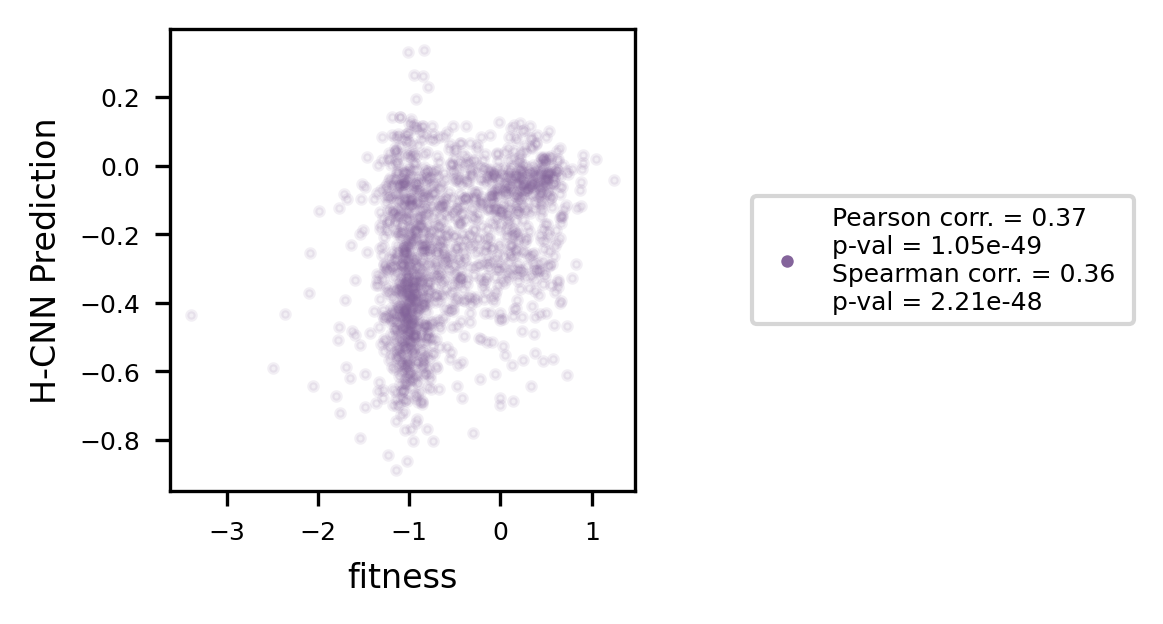 0.2
0.0
−0.2
−0.4
−0.6
−0.8
H-CNN Prediction
−3
−2
−1
0
1
fitness
Pearson corr. = 0.37
p-val = 1.05e-49
Spearman corr. = 0.36
p-val = 2.21e-48